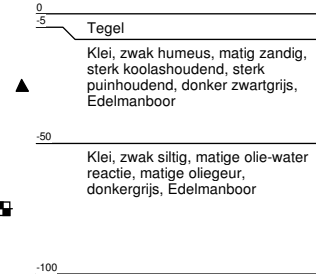 0
-5
Tegel
Klei, zwak humeus, matig zandig,
sterk koolashoudend, sterk
puinhoudend, donker zwartgrijs,
Edelmanboor
-50
Klei, zwak siltig, matige olie-water
reactie, matige oliegeur,
donkergrijs, Edelmanboor
-100